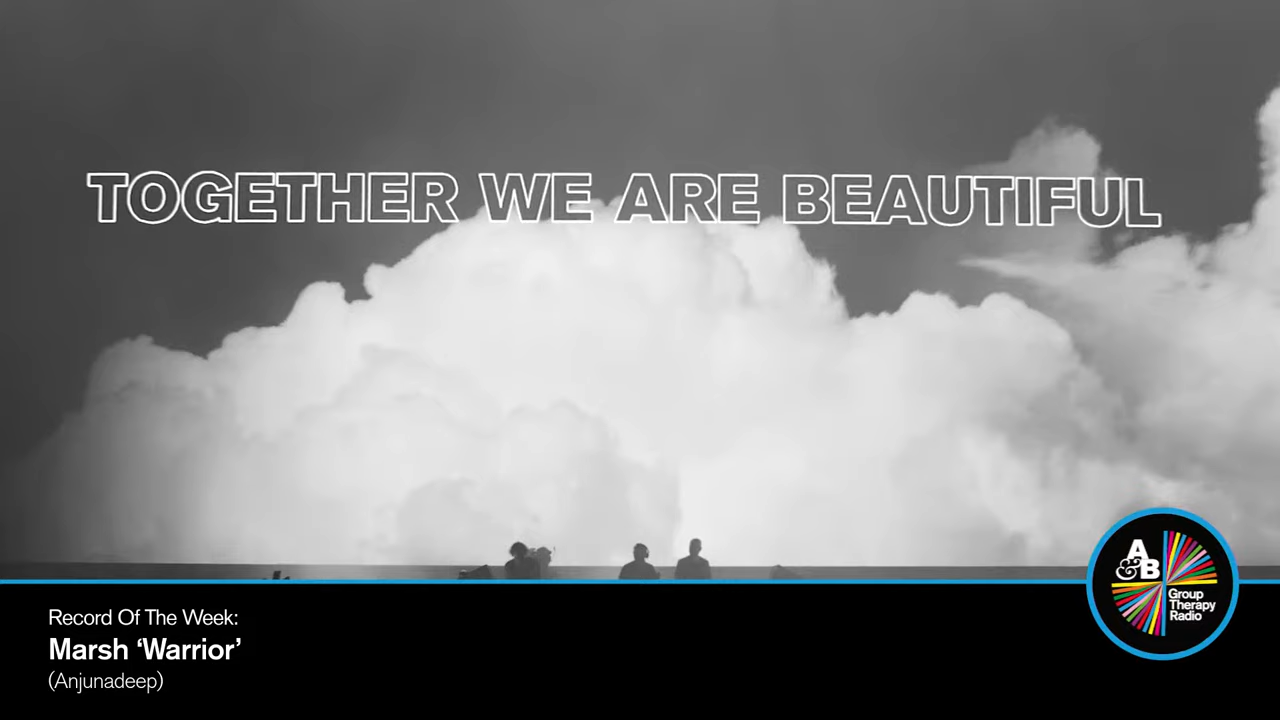 TOGETHER WE ARE BEAUTIFUL
A
&B
Group
Therapy
Radio
Record Of The Week:
Marsh ‘Warrior’
(Anjunadeep)